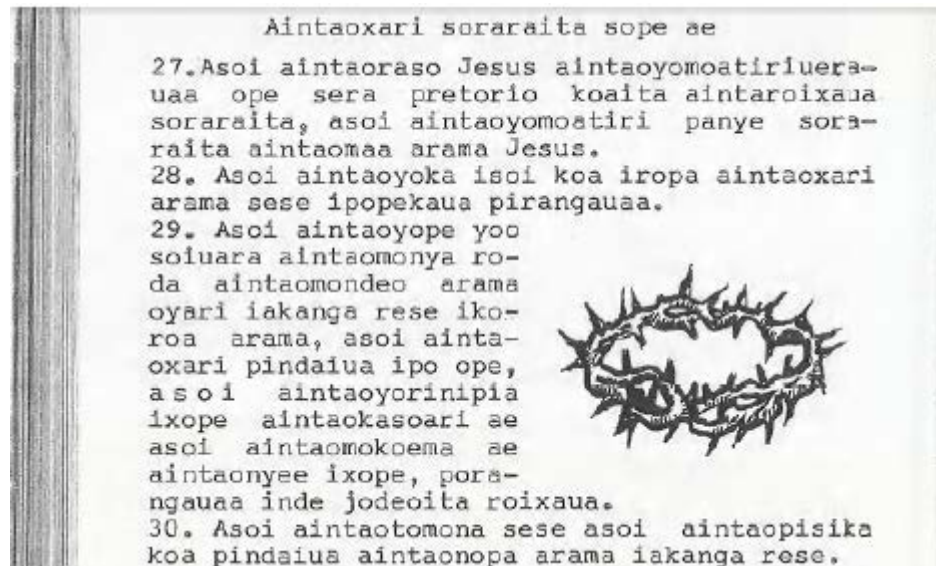 Aintaoxari soraraita sope ae
27.Asoi aintaoraso Jesus aintaoyomoatiriuera-
uaa ope sera pretorio koaita aintaroixaua
soraraita, asoi aintaoyomoatiri panye sora-
raita aintaomaa arama Jesus.
28. Asoi aintaoyoka isoi koa iropa aintaoxari
arama sese ipopekaua pirangauaa.
29. Asoi aintaoyope yoo
soiuara aintaomonya ro-
da aintaomondeo arama
oyari iakanga rese iko-
roa arama, asoi ainta-
oxari pindaiua ipo ope,
asoi aintaoyorinipia
ixope aintaokasoari ae
asoi aintaomokoema ae
aintaonyee ixope, pora-
ngauaa inde jodeoita roixaua.
30. Asoi aintaotomona sese asoi aintaopisika
koa pindaiua aintaonopa arama iakanga rese.